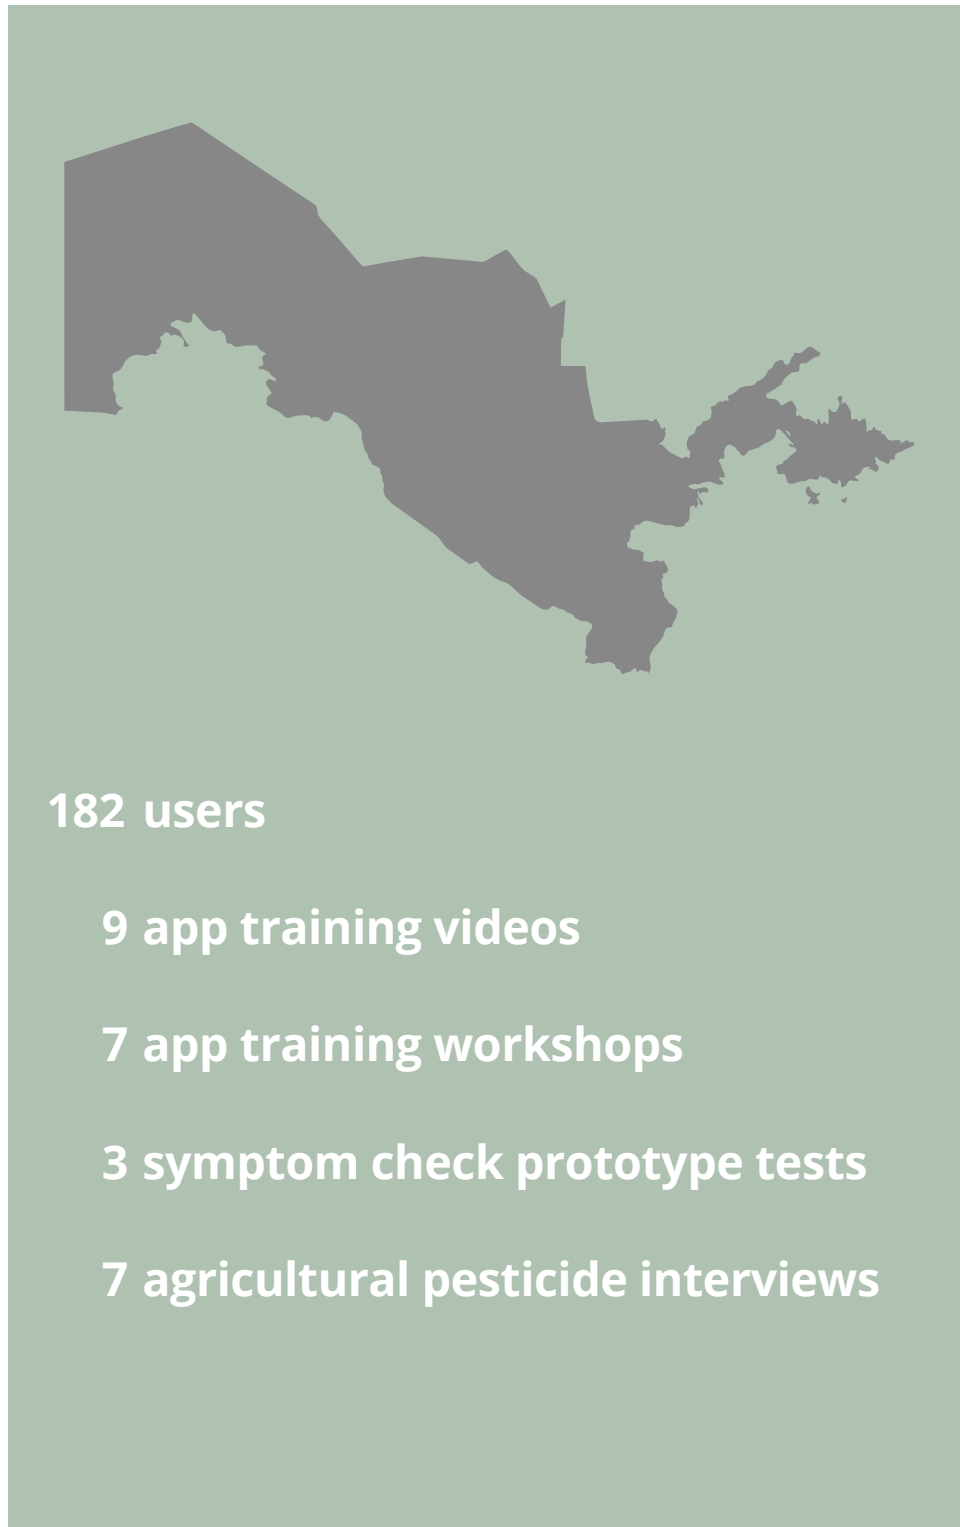 182 users
9 app training videos
7 app training workshops
3 symptom check prototype tests
7 agricultural pesticide interviews